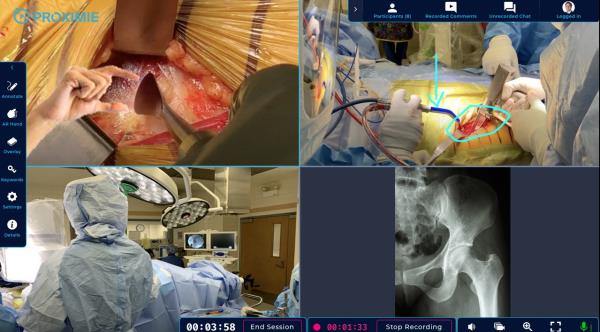 PROXIMIE
Participants (8)
Recorded Comments
Unrecorded Chat
Logged in
Annotate
AR Hand
Overlay
Keywords
Settings
Details
00:03:58
End Session
00:01:33
Stop Recording